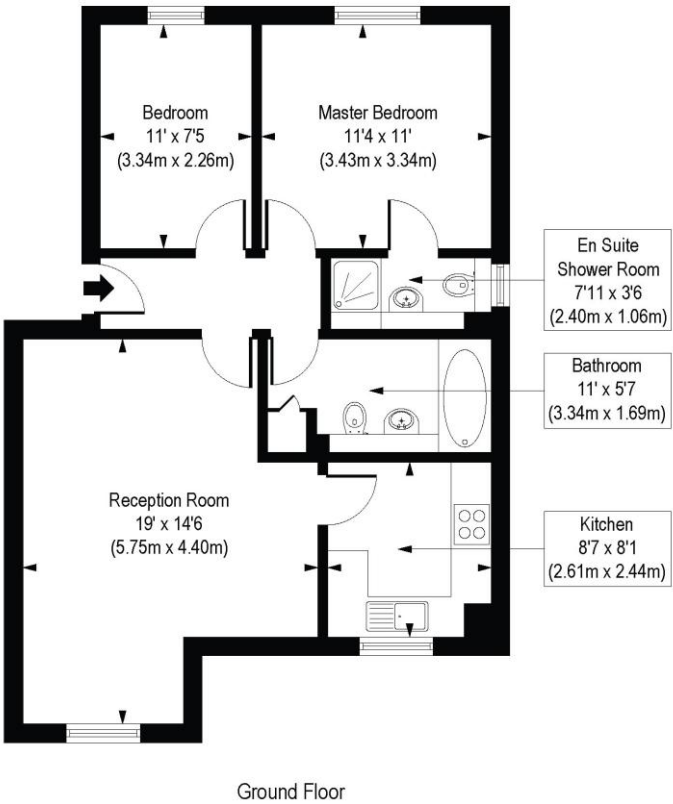 Bedroom
11' x 7'5
(3.34m x 2.26m)
Master Bedroom
11'4 x 11'
(3.43m x 3.34m)
En Suite
Shower Room
7'11 x 3'6
(2.40m x 1.06m)
Bathroom
11' x 5'7
(3.34m x 1.69m)
Reception Room
19' x 14'6
(5.75m x 4.40m)
Kitchen
8'7 x 8'1
(2.61m x 2.44m)
Ground Floor